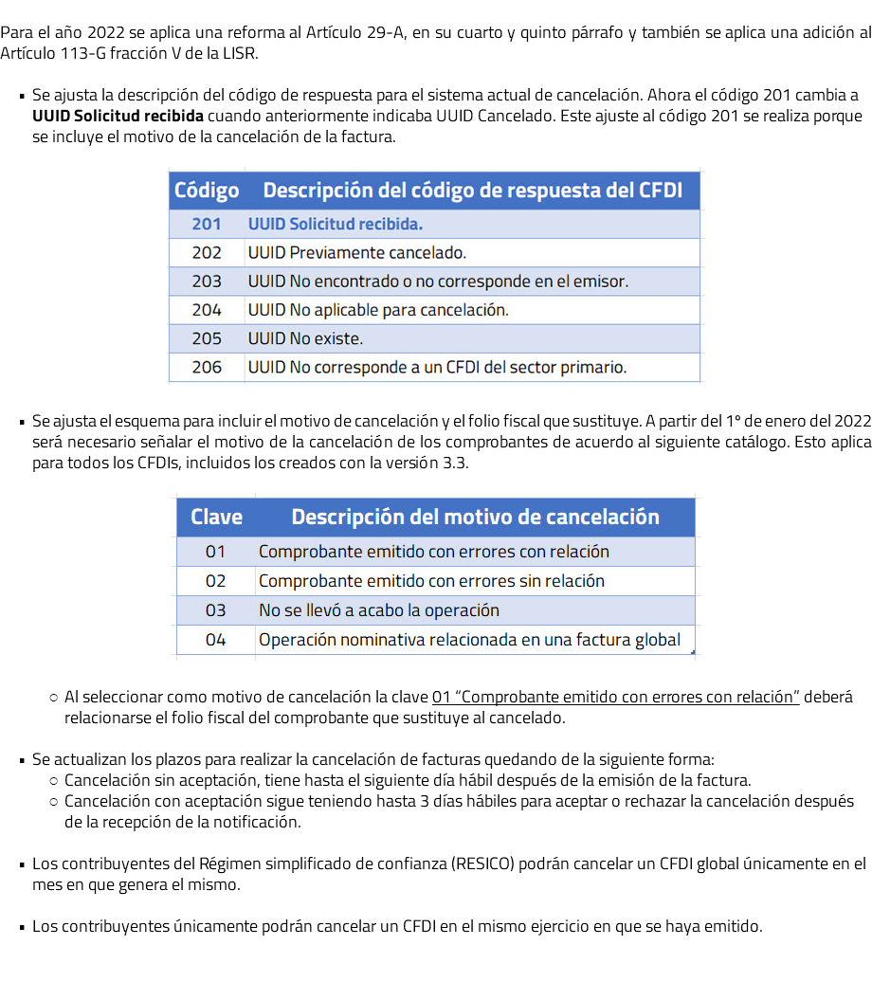 Para el año 2022 se aplica una reforma al Artículo 29-A, en su cuarto y quinto párrafo y también se aplica una adición al
Artículo 113-G fracción V de la LISR.
▪ Se ajusta la descripción del código de respuesta para el sistema actual de cancelación. Ahora el código 201 cambia a
UUID Solicitud recibida cuando anteriormente indicaba UUID Cancelado. Este ajuste al código 201 se realiza porque
se incluye el motivo de la cancelación de la factura.
Código Descripción del código de respuesta del CFDI
201 UUID Solicitud recibida.
202 UUID Previamente cancelado.
203 UUID No encontrado o no corresponde en el emisor.
204 UUID No aplicable para cancelación.
205 UUID No existe.
206 UUID No corresponde a un CFDI del sector primario.
▪ Se ajusta el esquema para incluir el motivo de cancelación y el folio fiscal que sustituye. A partir del 1º de enero del 2022
será necesario señalar el motivo de la cancelación de los comprobantes de acuerdo al siguiente catálogo. Esto aplica
para todos los CFDIs, incluidos los creados con la versión 3.3.
Clave Descripción del motivo de cancelación
01 Comprobante emitido con errores con relación
02 Comprobante emitido con errores sin relación
03 No se llevó a acabo la operación
04 Operación nominativa relacionada en una factura global
○ Al seleccionar como motivo de cancelación la clave 01 “Comprobante emitido con errores con relación” deberá
relacionarse el folio fiscal del comprobante que sustituye al cancelado.
▪ Se actualizan los plazos para realizar la cancelación de facturas quedando de la siguiente forma:
○ Cancelación sin aceptación, tiene hasta el siguiente día hábil después de la emisión de la factura.
○ Cancelación con aceptación sigue teniendo hasta 3 días hábiles para aceptar o rechazar la cancelación después
de la recepción de la notificación.
▪ Los contribuyentes del Régimen simplificado de confianza (RESICO) podrán cancelar un CFDI global únicamente en el
mes en que genera el mismo.
▪ Los contribuyentes únicamente podrán cancelar un CFDI en el mismo ejercicio en que se haya emitido.